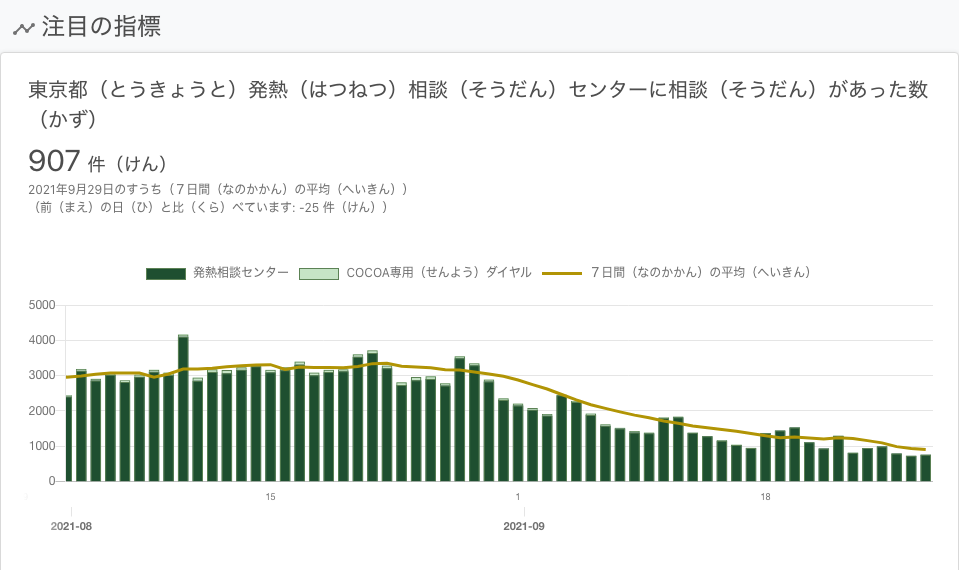 注目の指標
東京都（とうきょうと）発熱（はつねつ）相談（そうだん）センターに相談（そうだん）があった数
（かず）
907 件（けん）
2021年9月29日のすうち（７日間（なのかかん）の平均（へいきん））
（前（まえ）の日（ひ）と比（くら）べています: -25 件（けん））
発熱相談センター COCOA専用（せんよう）ダイヤル ７日間（なのかかん）の平均（へいきん）
5000
4000
3000
2000
1000
0
15 1 18
2021-08 2021-09